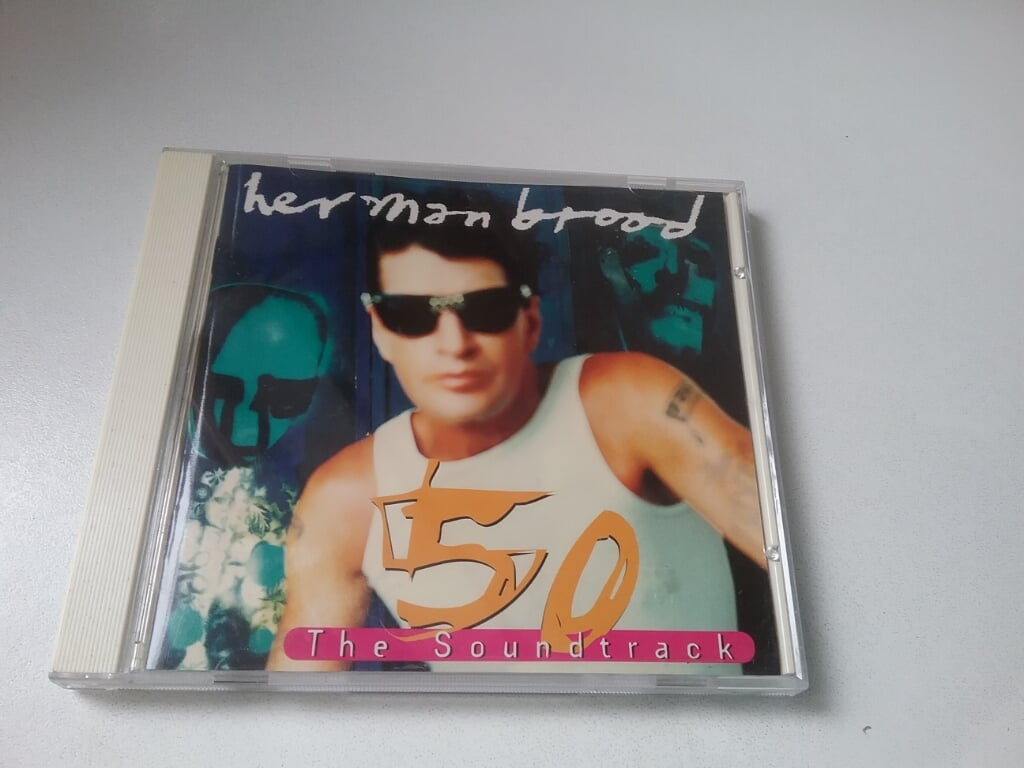 herman brood
50
The Soundtrack